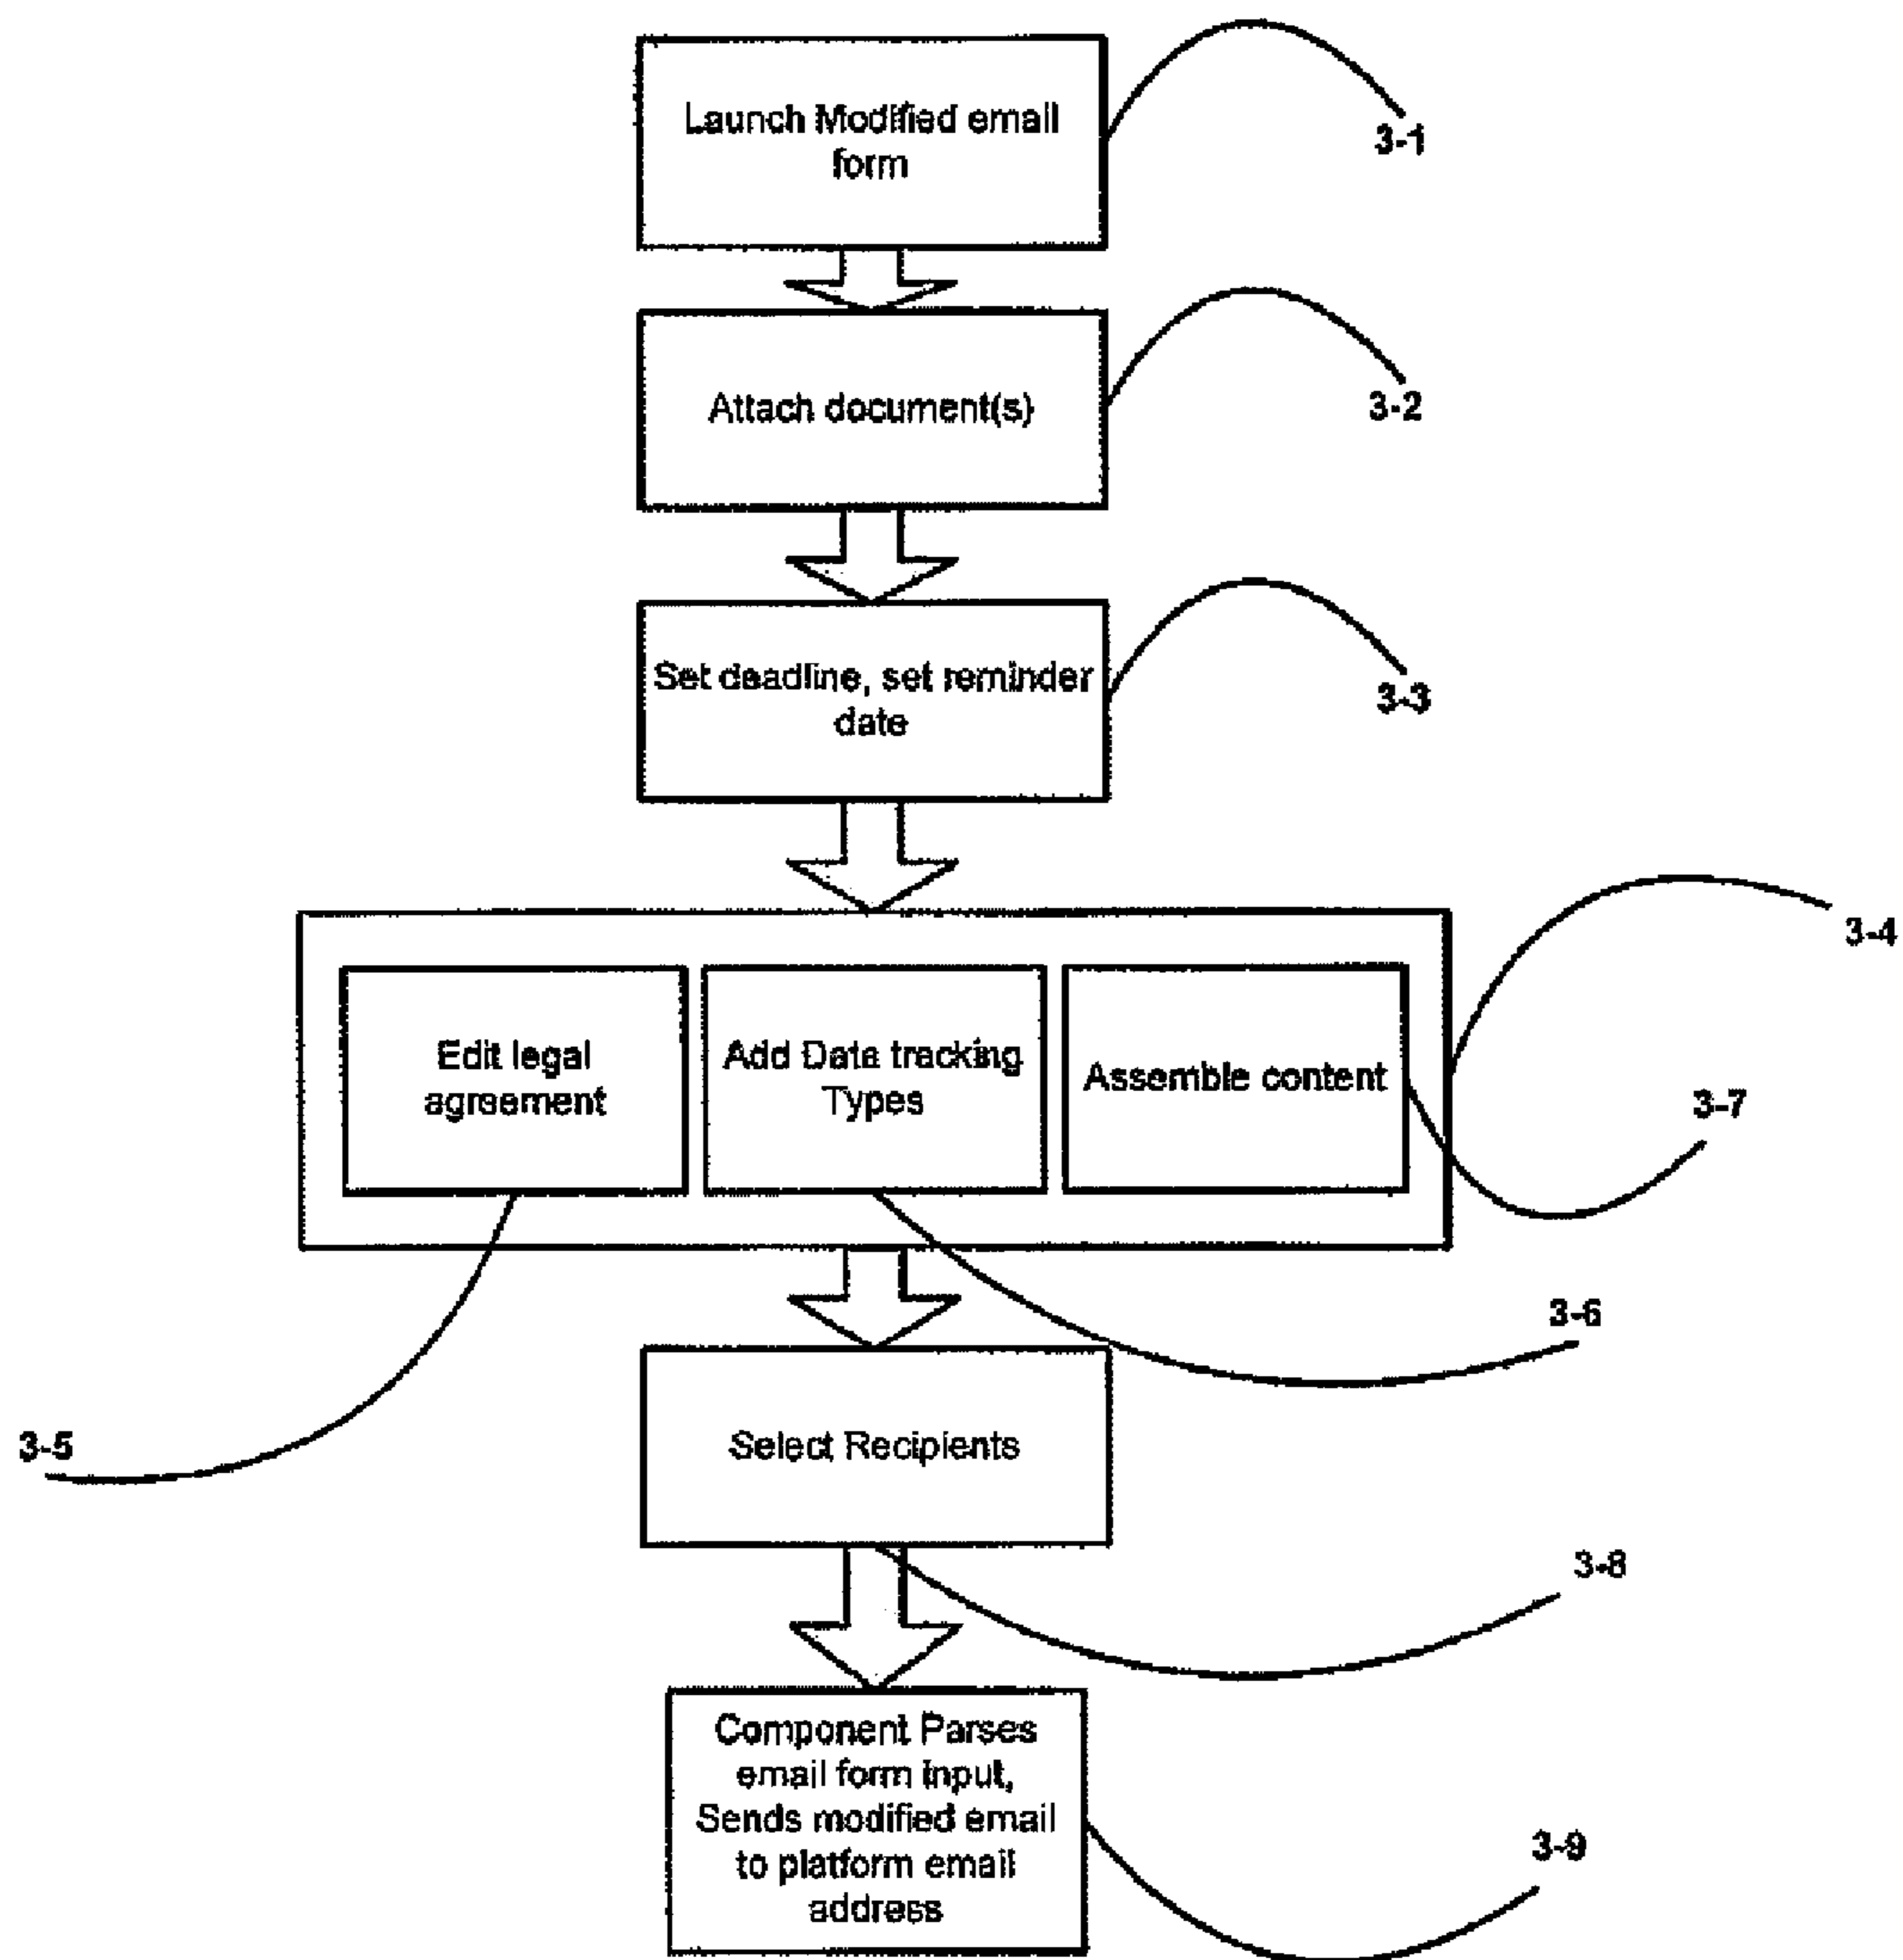 Launch Modified email
form
3-1
Attach document(s)
3-2
Set deadline, set reminder
date
3-3
3-4
Edit legal
agreement
Add Data tracking
Types
Assemble content
3-7
3-6
3-5
Select Recipients
3-8
Component Parses
email form input,
Sends modified email
to platform email
address
3-9